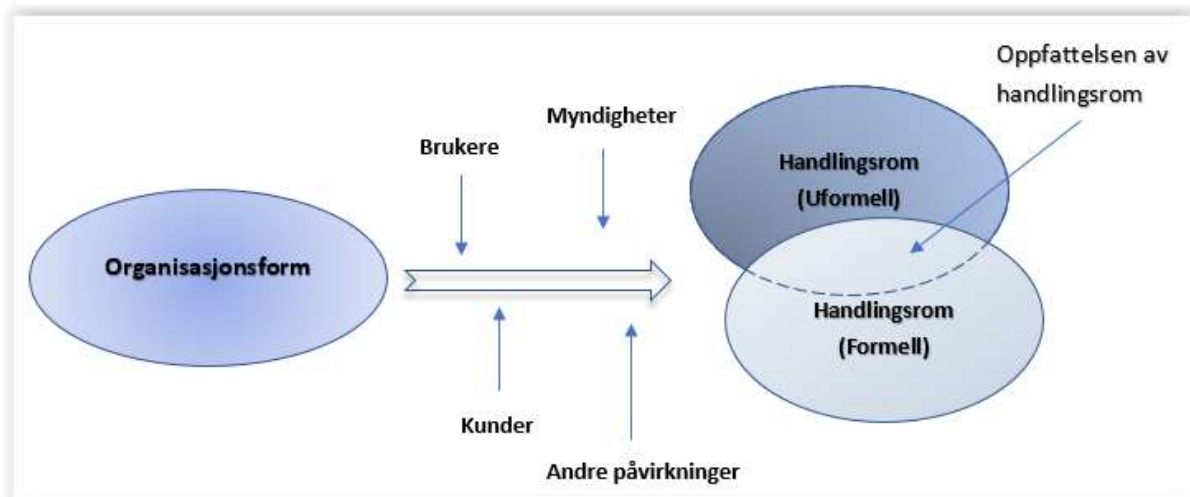 Oppfattelsen av
handlingsrom
Myndigheter
Brukere
Handlingsrom
(Uformell)
Organisasjonsform
Handlingsrom
(Formell)
Kunder
Andre påvirkninger